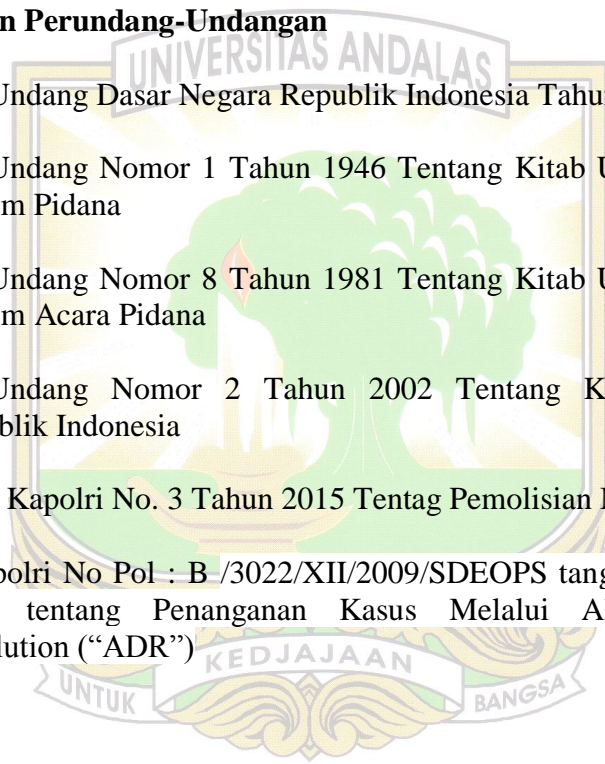 n Perundang-Undangan
UNIVERSITAS ANDALAS
Undang Dasar Negara Republik Indonesia Tahu
Undang Nomor 1 Tahun 1946 Tentang Kitab U
m Pidana
Undang Nomor 8 Tahun 1981 Tentang Kitab U
m Acara Pidana
Undang Nomor 2 Tahun 2002 Tentang K
blik Indonesia
Kapolri No. 3 Tahun 2015 Tentag Pemolisian
polri No Pol : B /3022/XII/2009/SDEOPS tang
tentang Penanganan Kasus Melalui A
lution (“ADR”)
KEDJAJAAN
UNTUK BANGSA